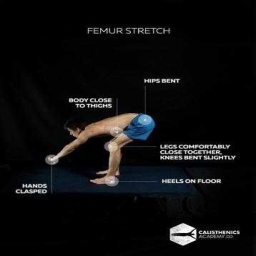 FEMUR STRETCH
HIPS BENT
BODY CLOSE
TO THIGHS
LEGS COMFORTABLY
CLOSE TOGETHER,
KNEES BENT SLIGHTLY
HEELS ON FLOOR
HANDS
CLASPED
CALISTHENICS
ACADEMY.CO.